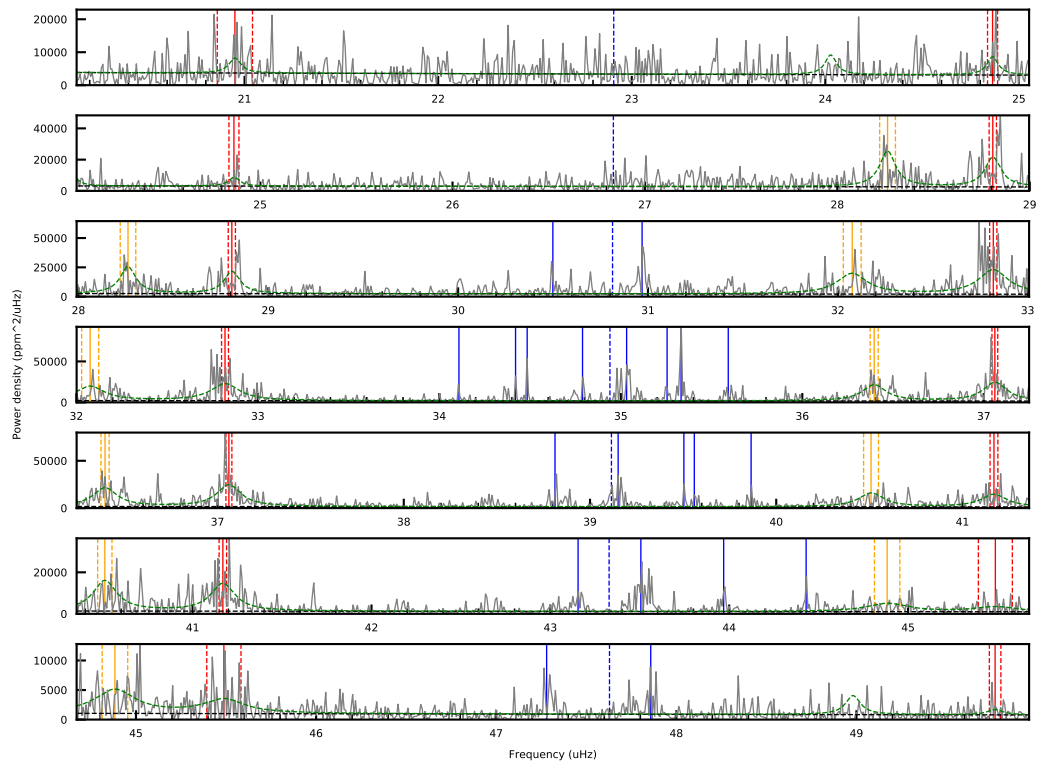 20000
10000
0
21 22 23 24 25
40000
20000
0
25 26 27 28 29
50000
25000
0
28 29 30 31 32 33
50000
0
32 33 34 35 36 37
Power density (ppm^2/uHz)
50000
0
37 38 39 40 41
20000
0
41 42 43 44 45
10000
5000
0
45 46 47 48 49
Frequency (uHz)